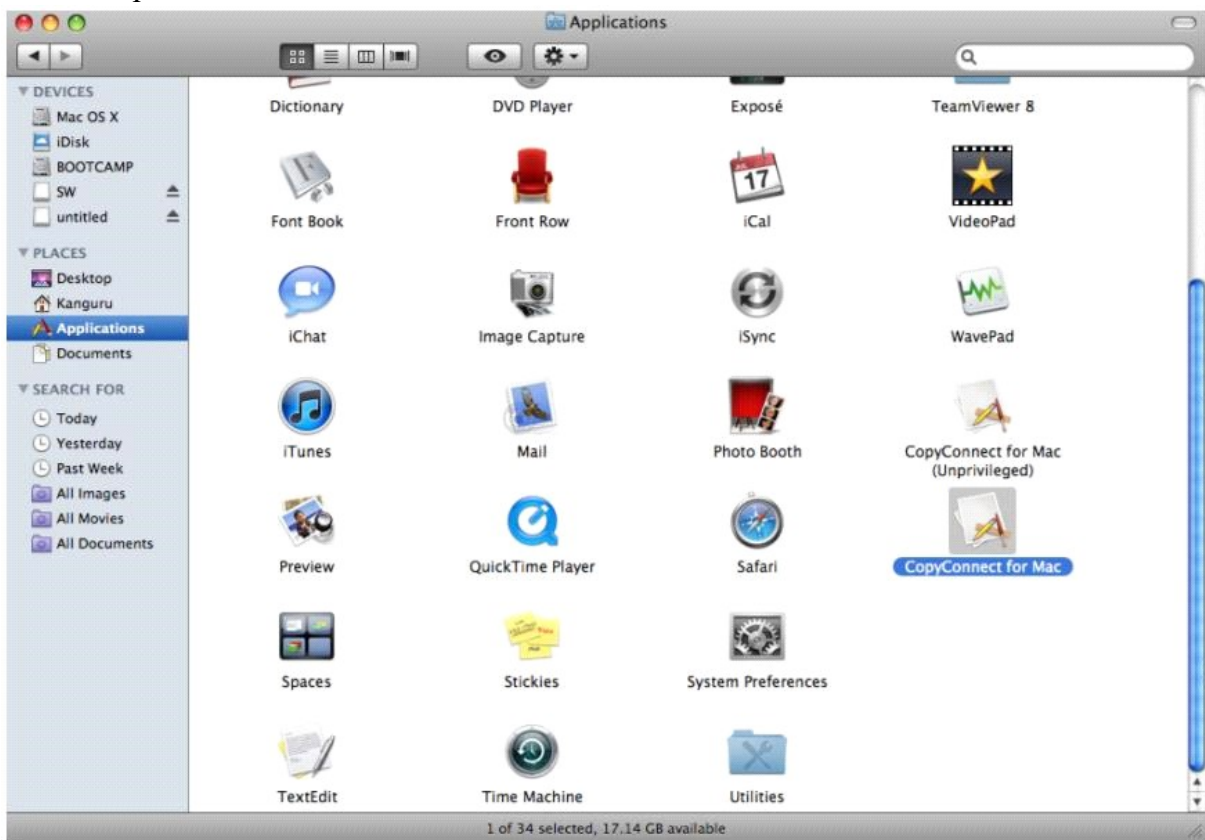 Applications
DEVICES
Mac OS X
iDisk
BOOTCAMP
SW
untitled
PLACES
Desktop
Kanguru
Applications
Documents
SEARCH FOR
Today
Yesterday
Past Week
All Images
All Movies
All Documents
Dictionary
DVD Player
Exposé
TeamViewer 8
Font Book
Front Row
17
iCal
VideoPad
iChat
Image Capture
iSync
WavePad
iTunes
Mail
Photo Booth
CopyConnect for Mac
(Unprivileged)
Preview
QuickTime Player
Safari
CopyConnect for Mac
Spaces
Stickies
System Preferences
TextEdit
Time Machine
Utilities
1 of 34 selected, 17.14 GB available